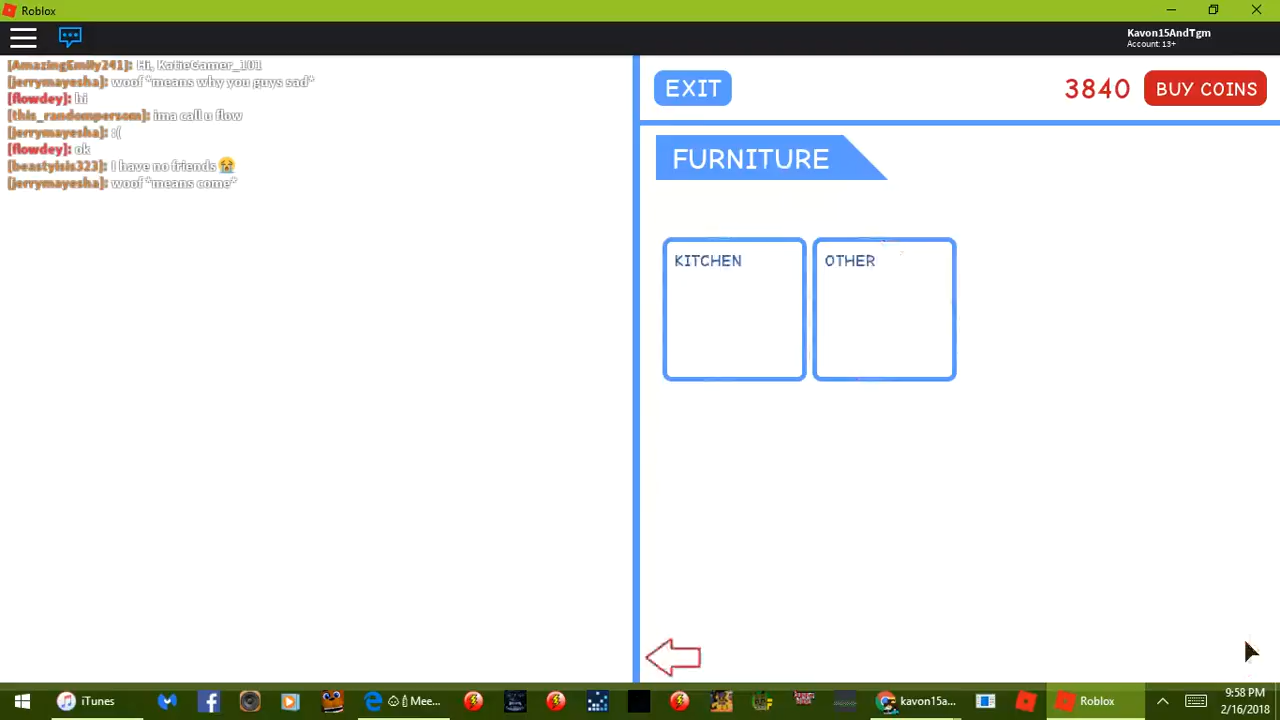 Roblox
Kavon15AndTgm
Account: 13+
[AmazingEmily241]: Hi, KatieGamer_101
[jerrymayesha]: woof *means why you guys sad*
[flowdey]: hi
[this_randompersom]: ima call u flow
[jerrymayesha]: :(
[flowdey]: ok
[beastyisis323]: I have no friends 😭
[jerrymayesha]: woof *means come*
EXIT
3840
BUY COINS
FURNITURE
KITCHEN
OTHER
iTunes
Mee...
kavon15a...
Roblox
9:58 PM
2/16/2018